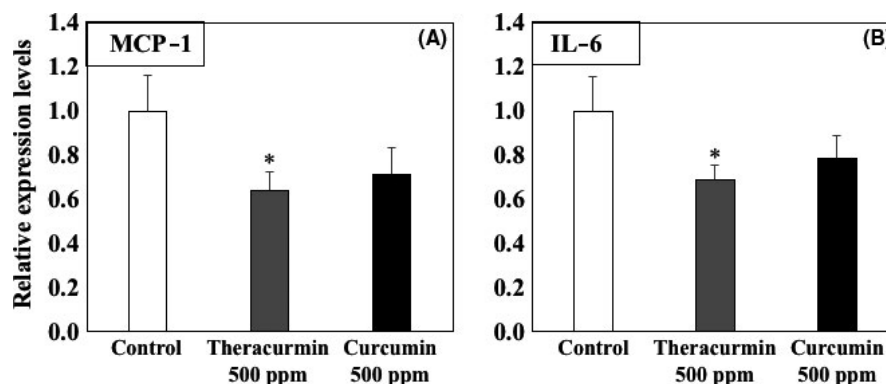 MCP-1
(A)
Relative expression levels
1.4
1.2
1.0
0.8
0.6
0.4
0.2
0.0
*
Control
Theracurmin
500 ppm
Curcumin
500 ppm
IL-6
(B)
1.4
1.2
1.0
0.8
0.6
0.4
0.2
0.0
*
Control
Theracurmin
500 ppm
Curcumin
500 ppm